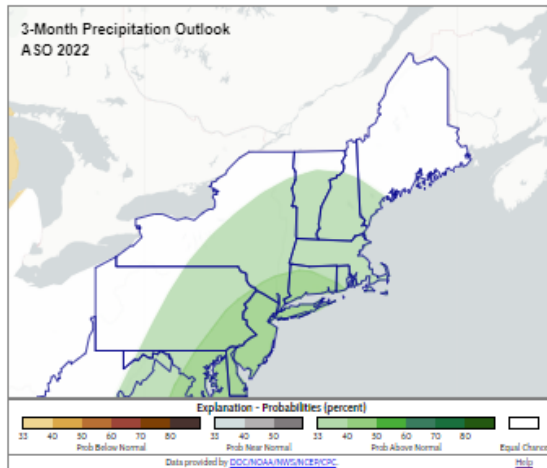 3-Month Precipitation Outlook
ASO 2022
Explanation - Probabilities (percent)
33 40 50 60 70 80 33 40 50 33 40 50 60 70 80
Prob Below Normal Prob Near Normal Prob Above Normal Equal Chance
Data provided by DOC/NOAA/NWS/NCEP/CPC. Help